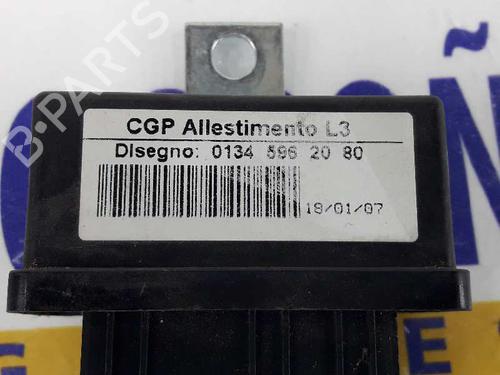 CGP Allestimento L3
Disegno: 0134 596 20 80
19/01/07
B-PARTS